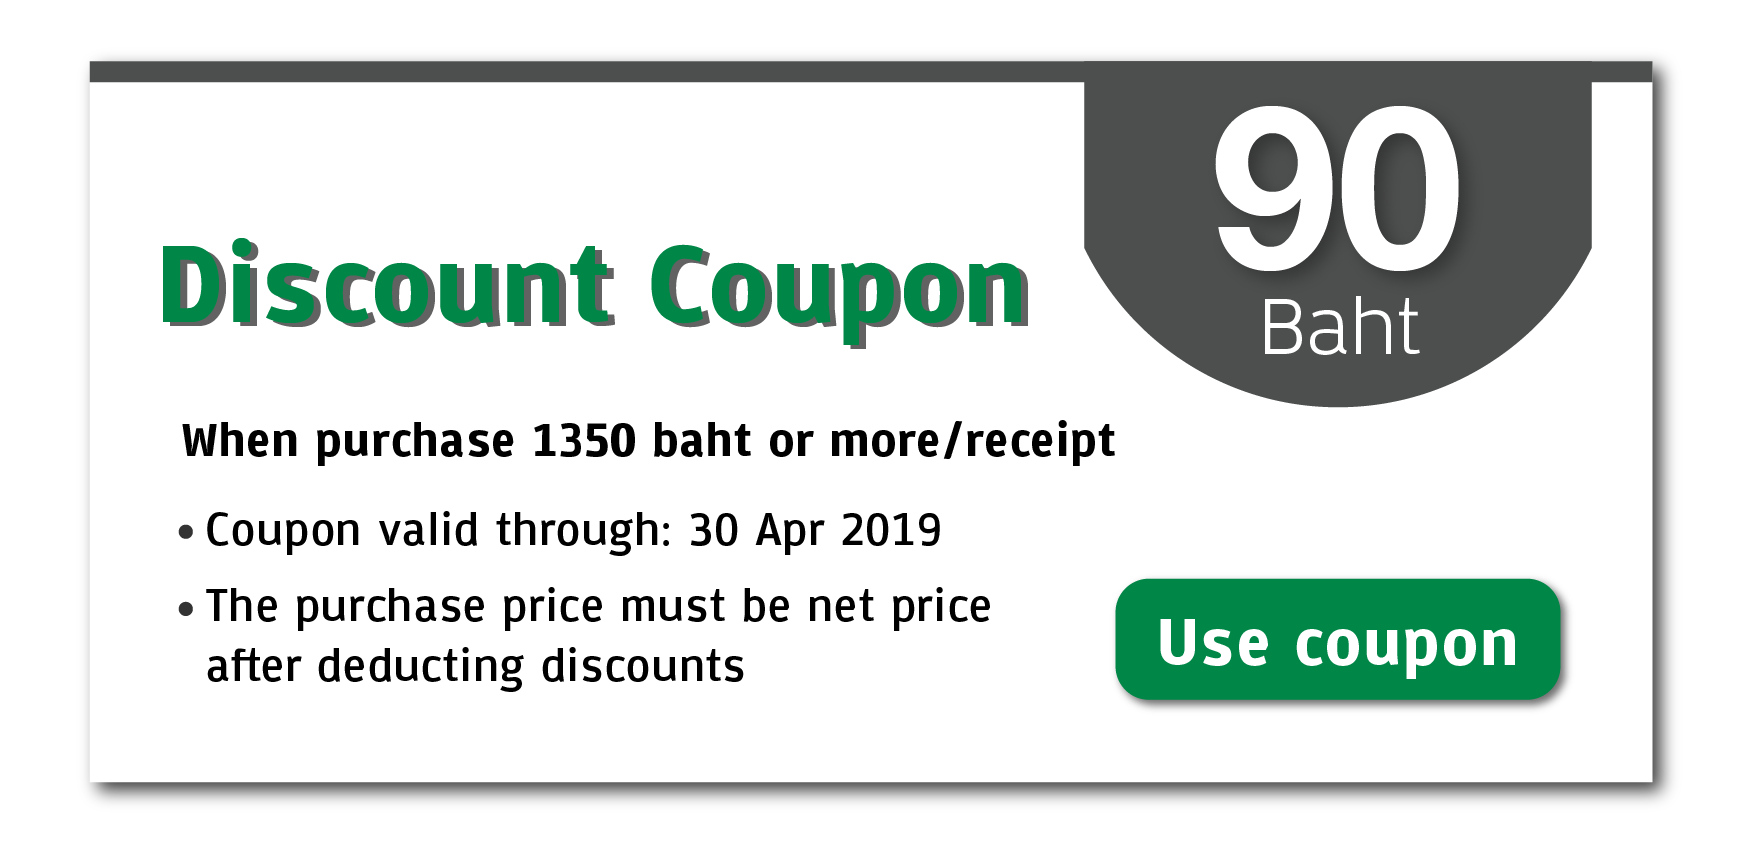 90
Baht
Discount Coupon
When purchase 1350 baht or more/receipt
• Coupon valid through: 30 Apr 2019
• The purchase price must be net price
after deducting discounts
Use coupon